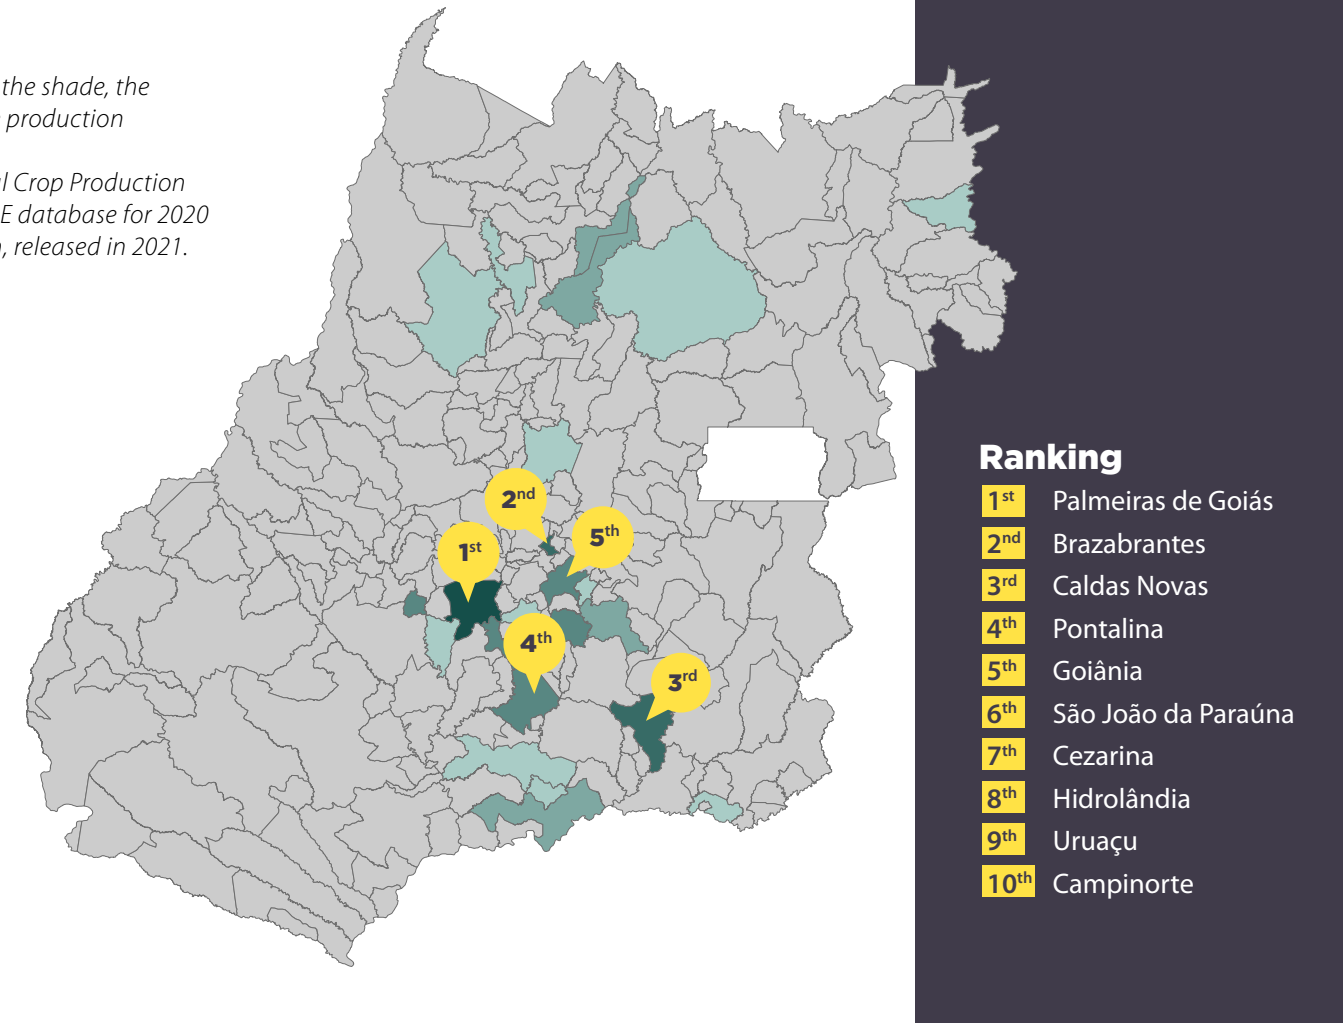 the shade, the
production
Crop Production
E database for 2020
, released in 2021.
2nd
5th
1st
4th
3rd
Ranking
1st Palmeiras de Goiás
2nd Brazabrantes
3rd Caldas Novas
4th Pontalina
5th Goiânia
6th São João da Paraúna
7th Cezarina
8th Hidrolândia
9th Uruaçu
10th Campinorte